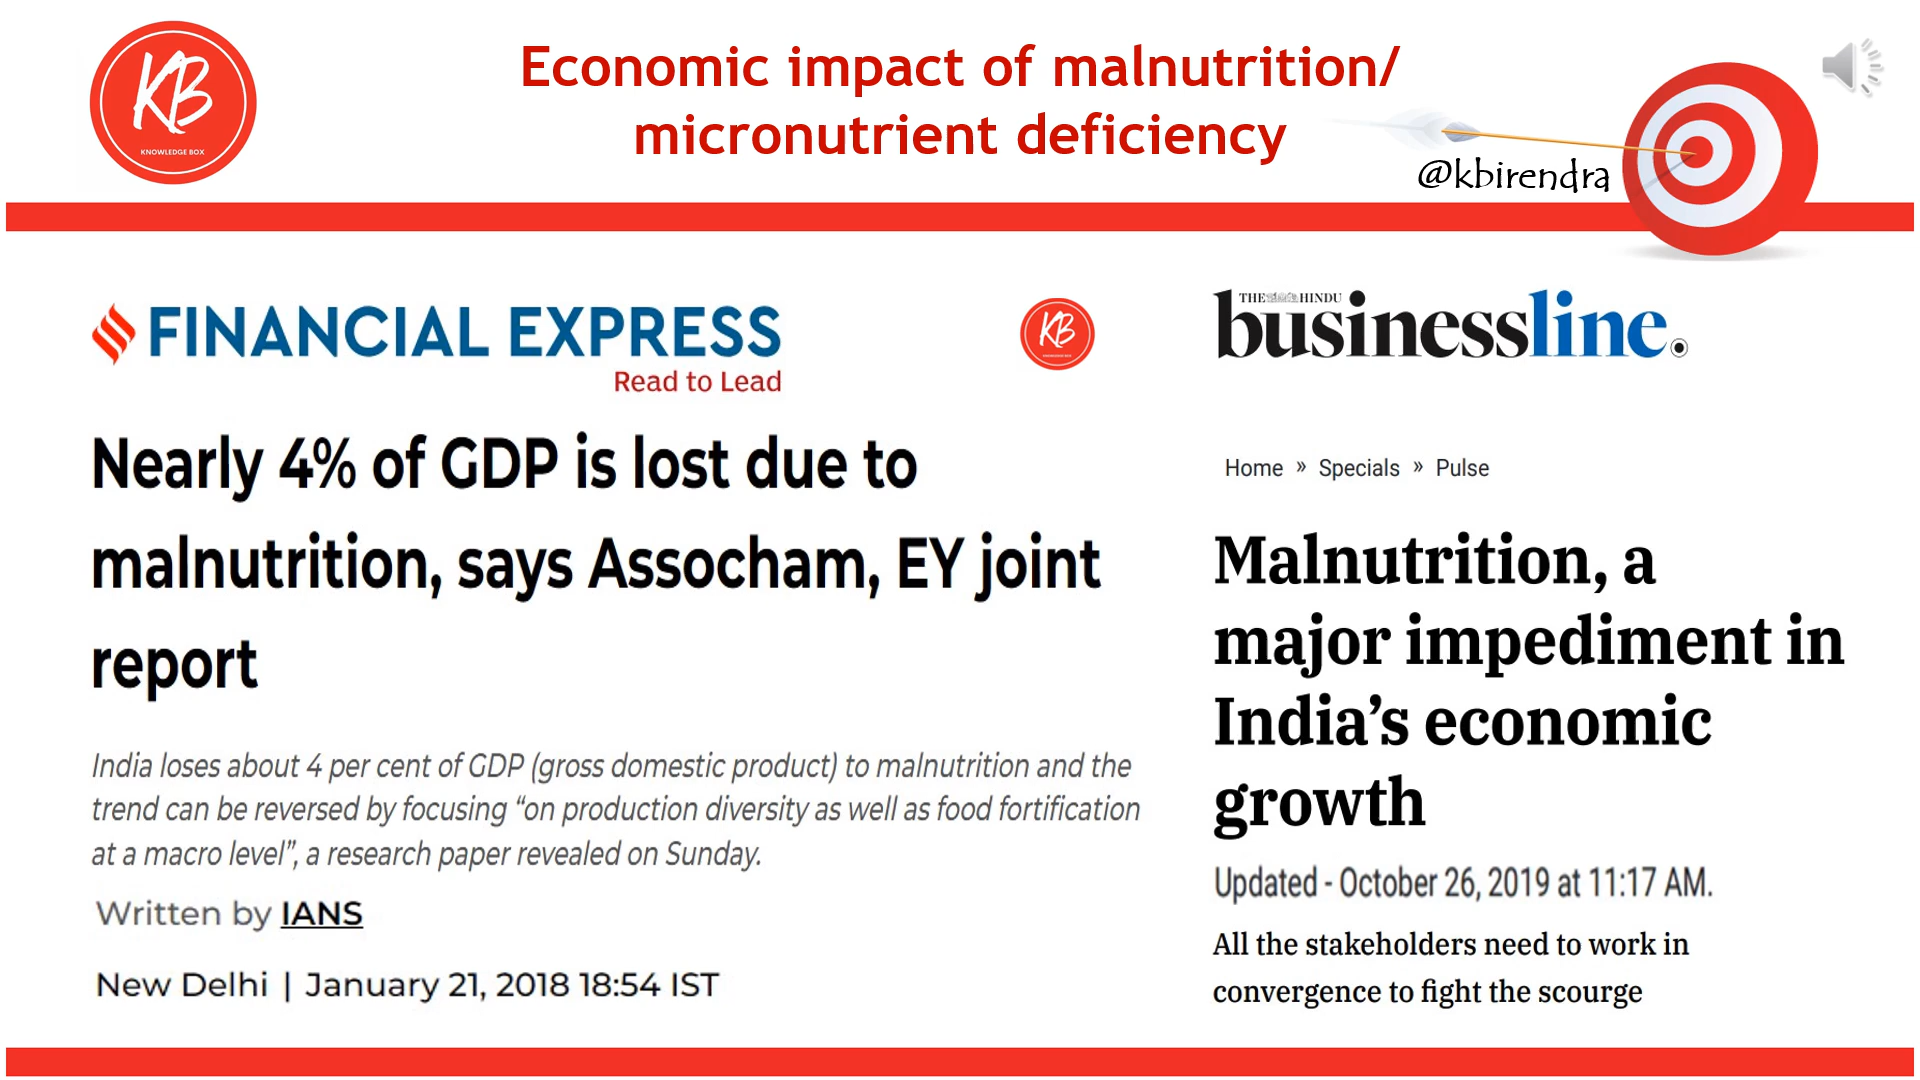 KB
KNOWLEDGE BOX
Economic impact of malnutrition/
micronutrient deficiency
@kbirendra
FINANCIAL EXPRESS
Read to Lead
KB
Nearly 4% of GDP is lost due to
malnutrition, says Assocham, EY joint
report
India loses about 4 per cent of GDP (gross domestic product) to malnutrition and the
trend can be reversed by focusing “on production diversity as well as food fortification
at a macro level”, a research paper revealed on Sunday.
Written by IANS
New Delhi | January 21, 2018 18:54 IST
THE HINDU
businessline.
Home » Specials » Pulse
Malnutrition, a
major impediment in
India’s economic
growth
Updated - October 26, 2019 at 11:17 AM.
All the stakeholders need to work in
convergence to fight the scourge